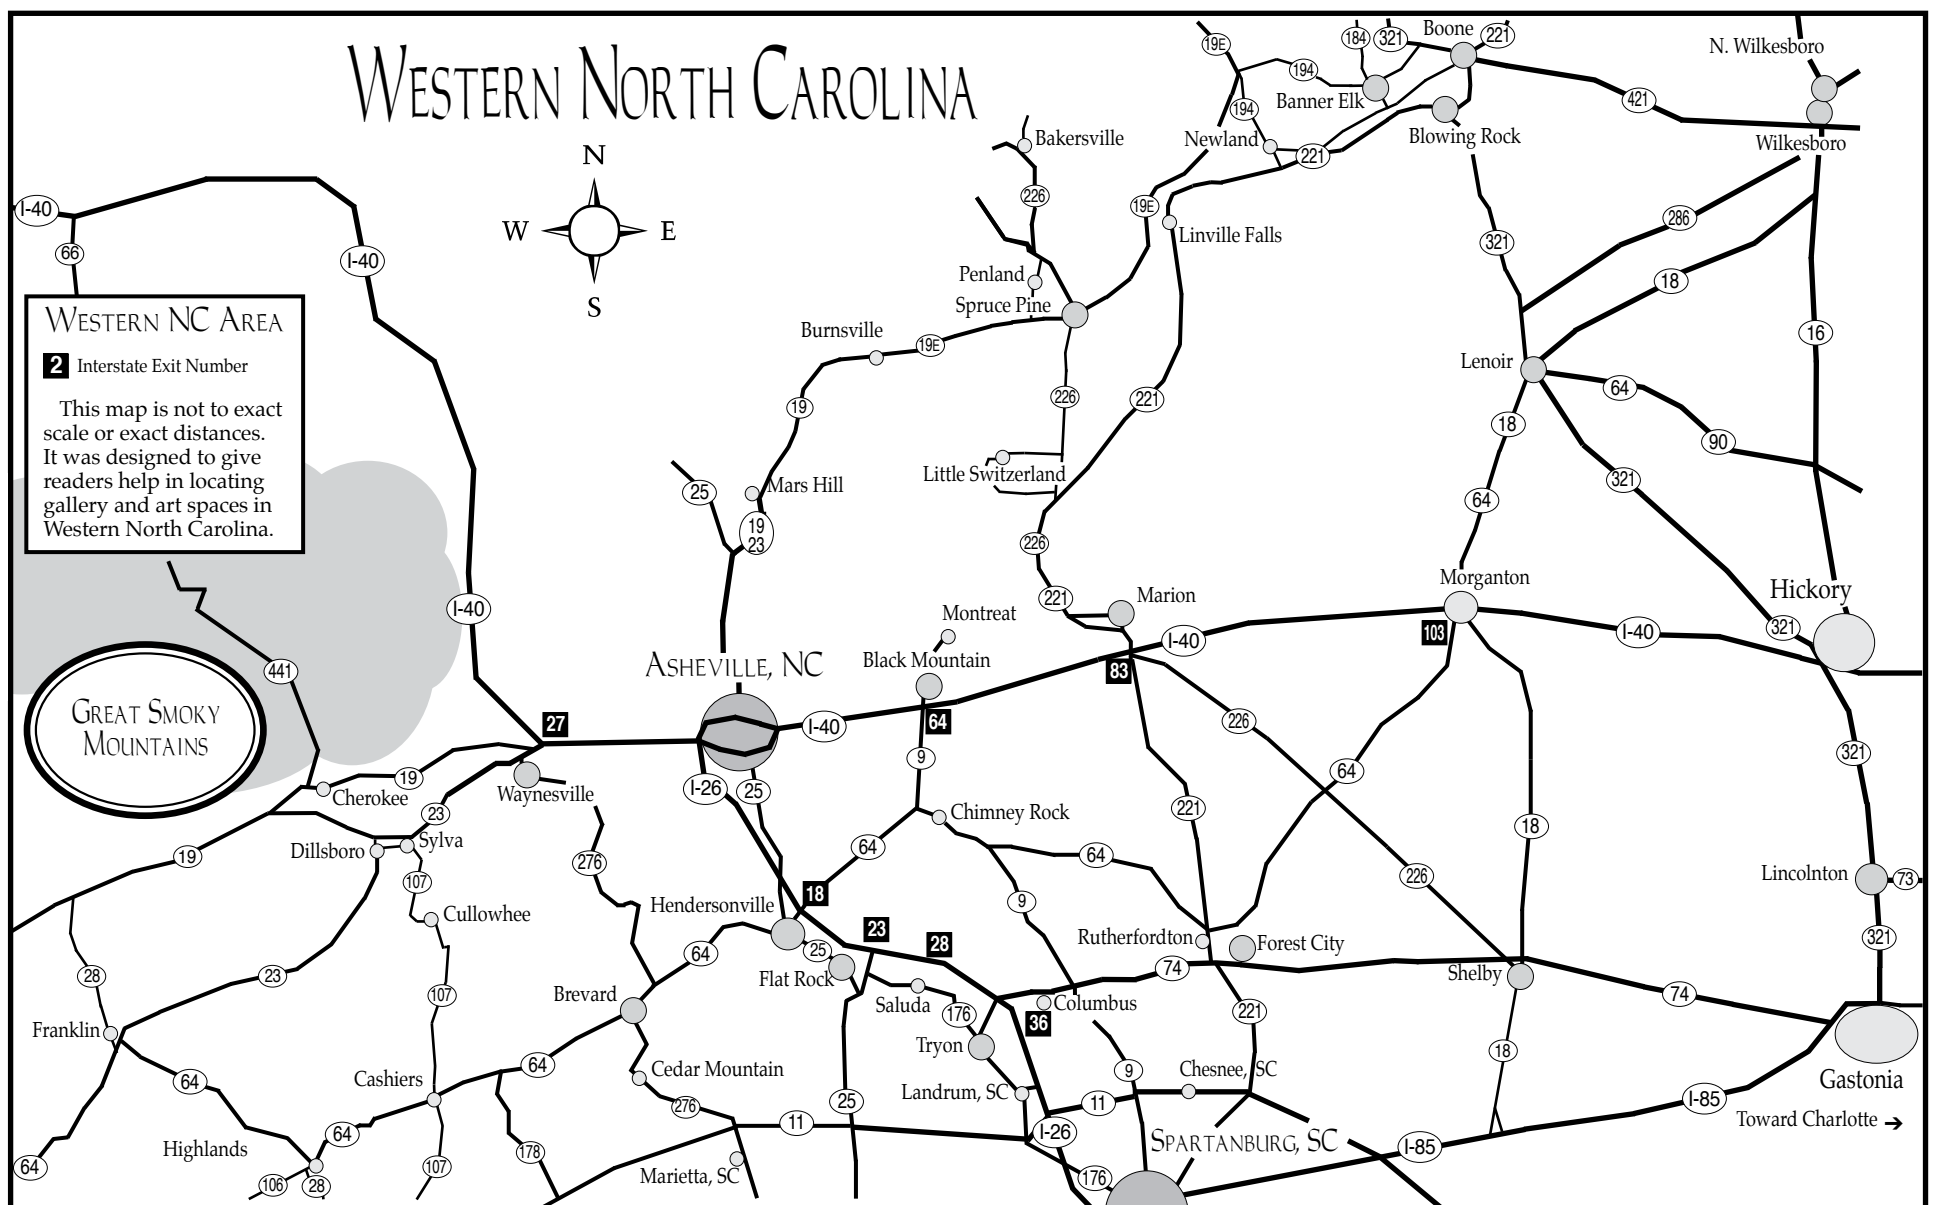 WESTERN NORTH CAROLINA
N
W E
S
19E
184
321
Boone
221
N. Wilkesboro
194
Banner Elk
194
421
Newland
221
Blowing Rock
Wilkesboro
Bakersville
226
19E
Linville Falls
286
321
18
I-40
66
I-40
Penland
Spruce Pine
Burnsville
19E
16
WESTERN NC AREA
2 Interstate Exit Number
This map is not to exact
scale or exact distances.
It was designed to give
readers help in locating
gallery and art spaces in
Western North Carolina.
Lenoir
64
19
226
221
18
90
Little Switzerland
321
25
Mars Hill
64
19
23
226
I-40
221
Marion
Morganton
Hickory
Montreat
103
I-40
321
I-40
Black Mountain
ASHEVILLE, NC
83
441
GREAT SMOKY
MOUNTAINS
27
I-40
64
226
9
321
64
Cherokee
19
Waynesville
I-26
25
23
Chimney Rock
221
18
19
Dillsboro
Sylva
276
64
64
107
18
226
Lincolnton
73
Cullowhee
Hendersonville
9
23
28
Rutherfordton
Forest City
321
64
25
28
23
Flat Rock
74
Shelby
107
Brevard
Saluda
176
Columbus
36
221
74
Franklin
Tryon
18
64
64
Cashiers
Cedar Mountain
Landrum, SC
9
Chesnee, SC
Gastonia
276
25
11
I-85
Toward Charlotte
11
64
Highlands
178
I-26
SPARTANBURG, SC
I-85
64
107
Marietta, SC
176
106
28